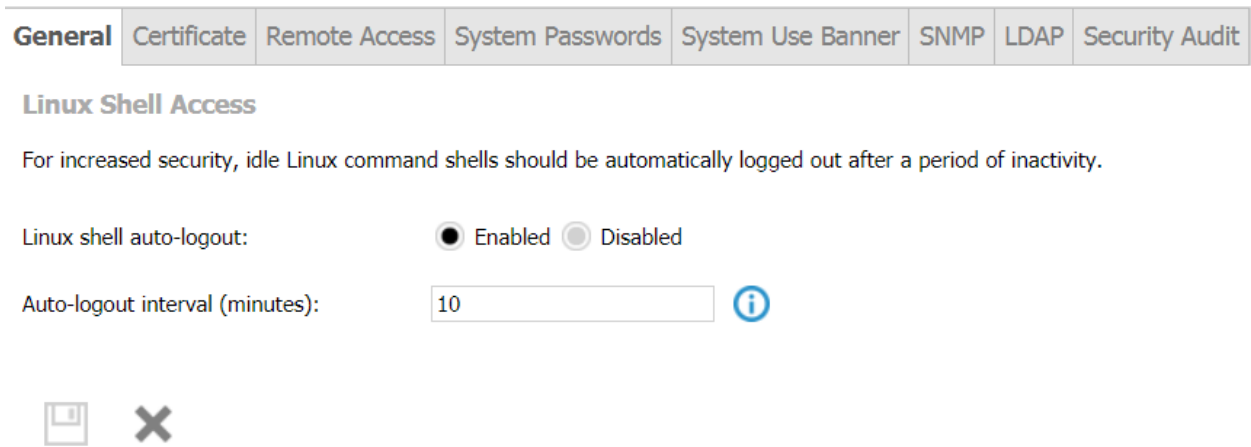 General Certificate Remote Access System Passwords System Use Banner SNMP LDAP Security Audit
Linux Shell Access
For increased security, idle Linux command shells should be automatically logged out after a period of inactivity.
Linux shell auto-logout: Enabled Disabled
Auto-logout interval (minutes): 10